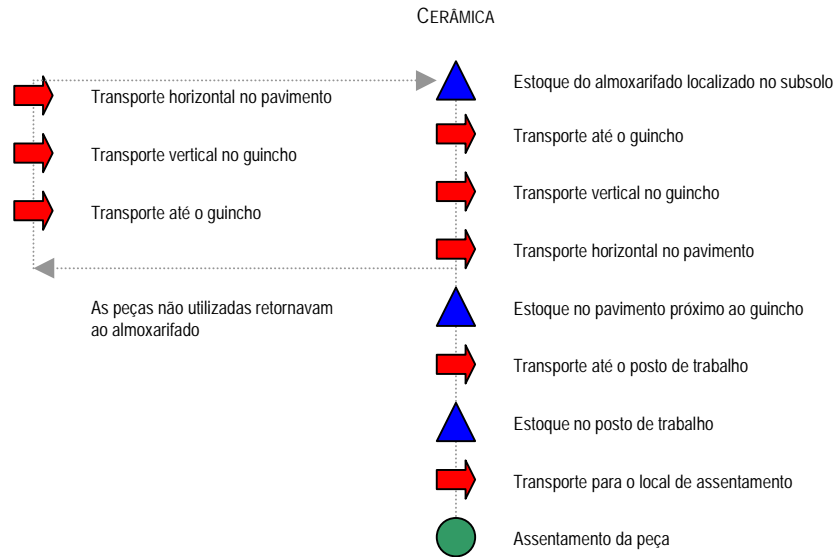 CERÂMICA
Transporte horizontal no pavimento
Transporte vertical no guincho
Transporte até o guincho
As peças não utilizadas retornavam
ao almoxarifado
Estoque do almoxarifado localizado no subsolo
Transporte até o guincho
Transporte vertical no guincho
Transporte horizontal no pavimento
Estoque no pavimento próximo ao guincho
Transporte até o posto de trabalho
Estoque no posto de trabalho
Transporte para o local de assentamento
Assentamento da peça